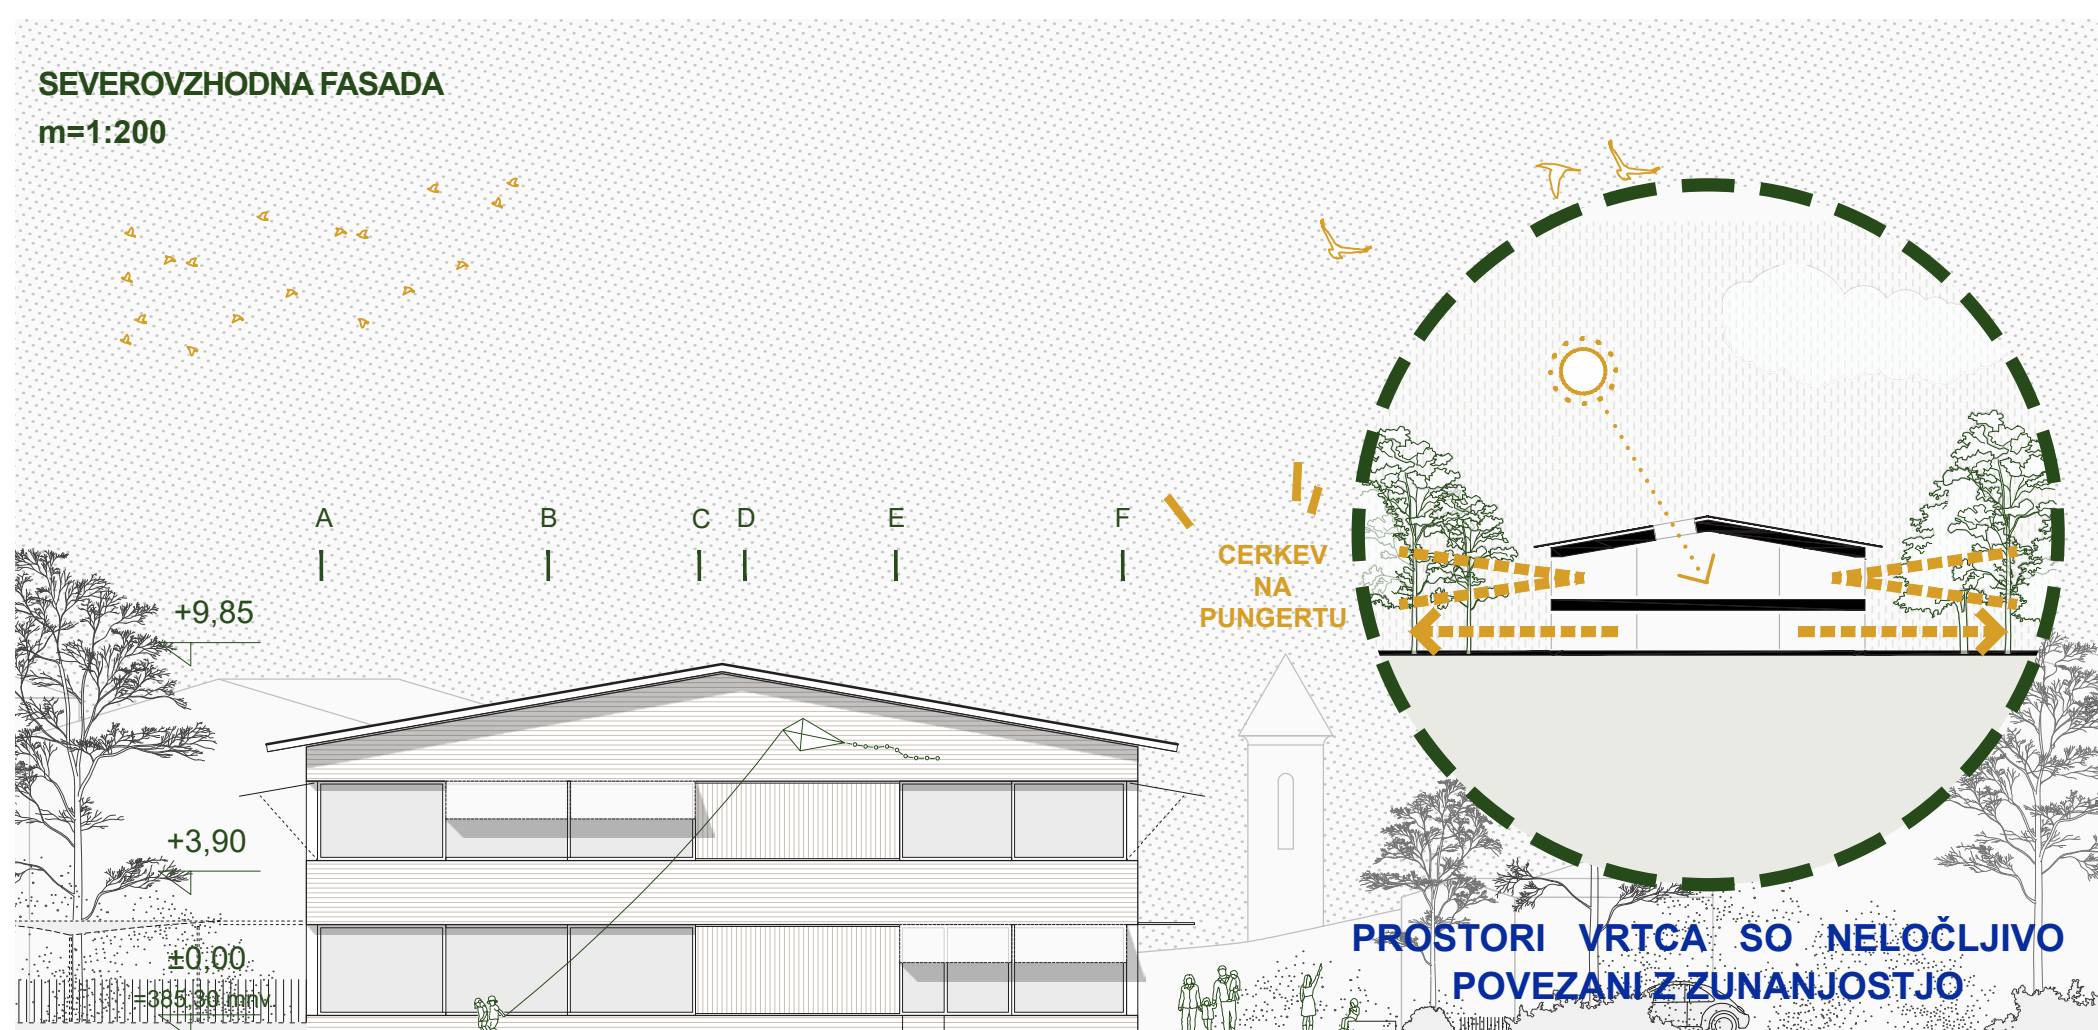 SEVEROVZHODNA FASADA
m=1:200
A B C D E F
CERKEV
NA
PUNGERTU
+9,85
+3,90
±0,00
=385,30 mnv
PROSTORI VRTCA SO NELOČLJIVO
POVEZANI Z ZUNANJOSTJO